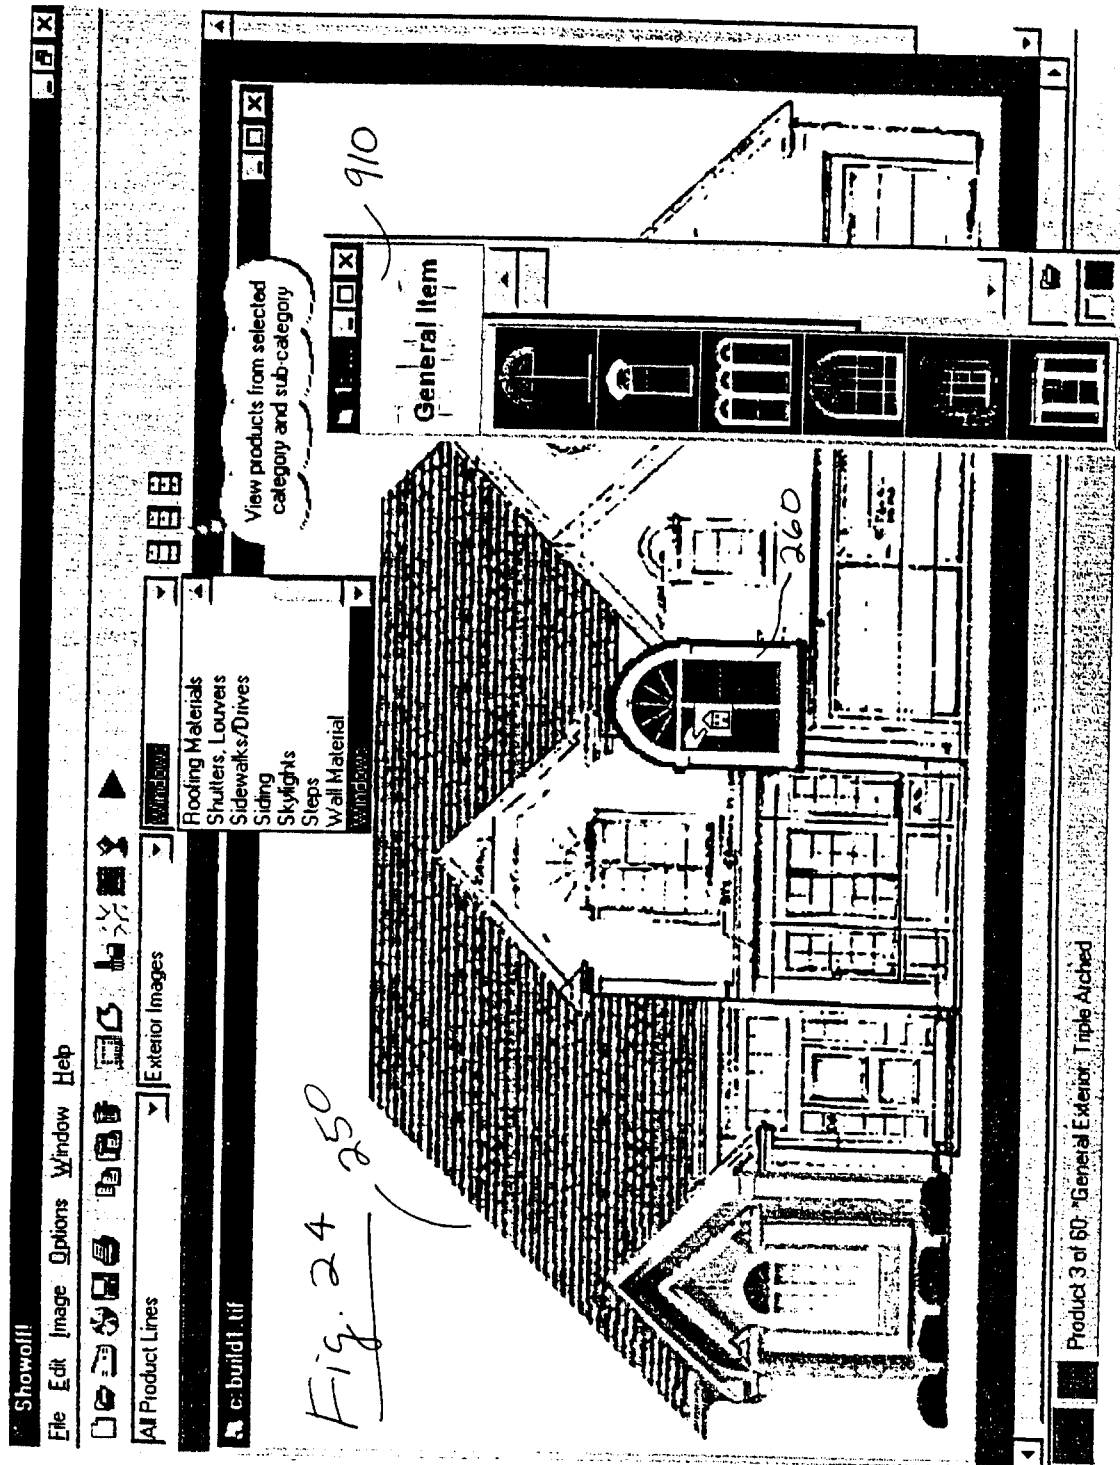 Showoff!
File Edit Image Options Window Help
All Product Lines
Exterior Images
Windows
Roofing Materials
Shutters, Louvers
Sidewalks/Drives
Siding
Skylights
Steps
Wall Material
Windows
c:\build1.tif
View products from selected
category and sub-category
910
General Item
Fig. 24
250
260
Product 3 of 60: "General Exterior: Triple Arched